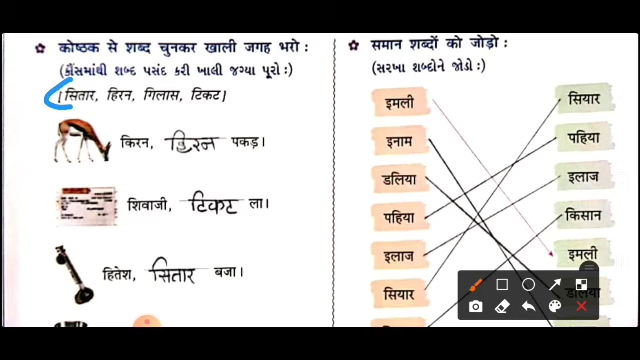 कोष्ठक से शब्द चुनकर खाली जगह भरो :
(કૌંસમાંથી શબ્દ પસંદ કરી ખાલી જગ્યા પૂરો :)
[सितार, हिरन, गिलास, टिकट]
किरन, हिरन पकड़।
शिवाजी, टिकट ला।
हितेश, सितार बजा।
समान शब्दों को जोड़ो :
(સરખા શબ્દોને જોડો :)
इमली सियार
इनाम पहिया
डलिया इलाज
पहिया किसान
इलाज इमली
सियार डलिया